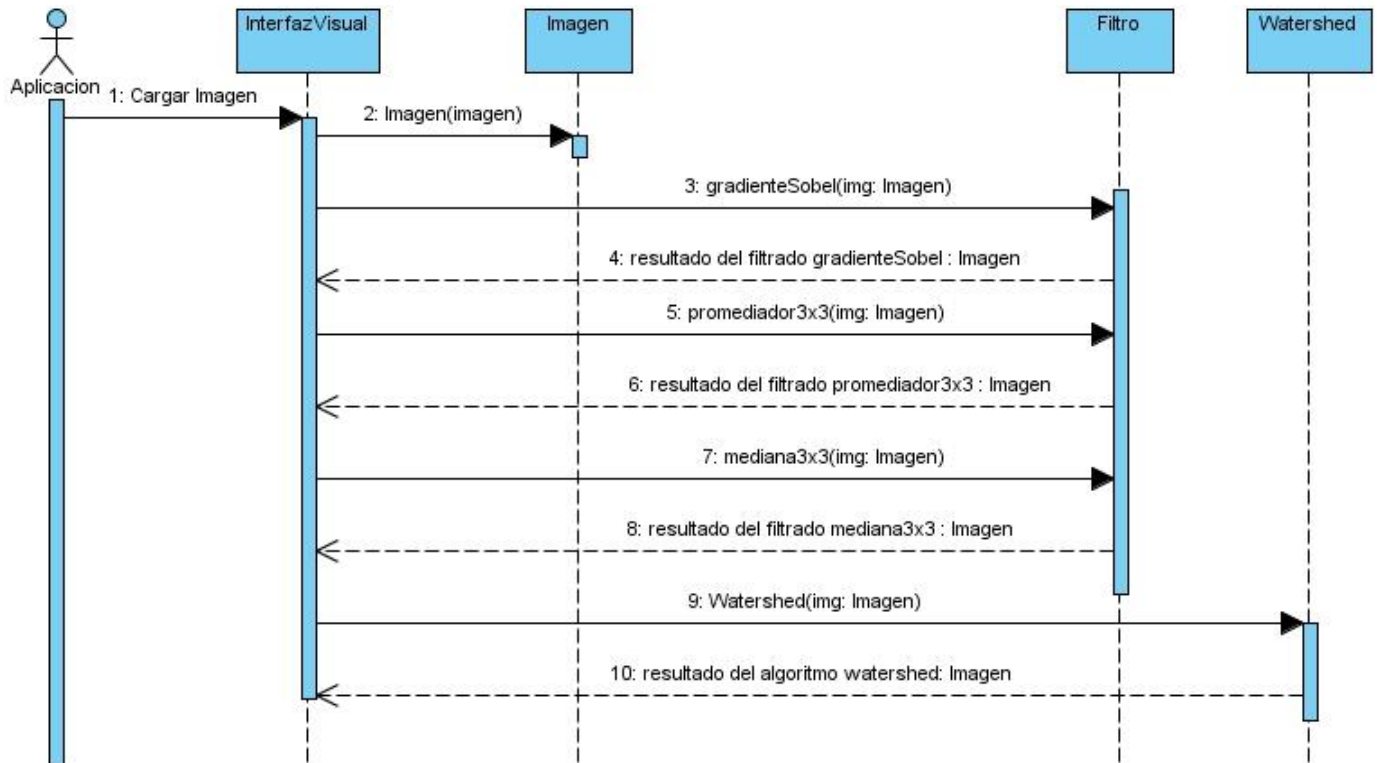 InterfazVisual
Imagen
Filtro
Watershed
Aplicacion
1: Cargar Imagen
2: Imagen(imagen)
3: gradienteSobel(img: Imagen)
4: resultado del filtrado gradienteSobel : Imagen
5: promediador3x3(img: Imagen)
6: resultado del filtrado promediador3x3 : Imagen
7: mediana3x3(img: Imagen)
8: resultado del filtrado mediana3x3 : Imagen
9: Watershed(img: Imagen)
10: resultado del algoritmo watershed: Imagen